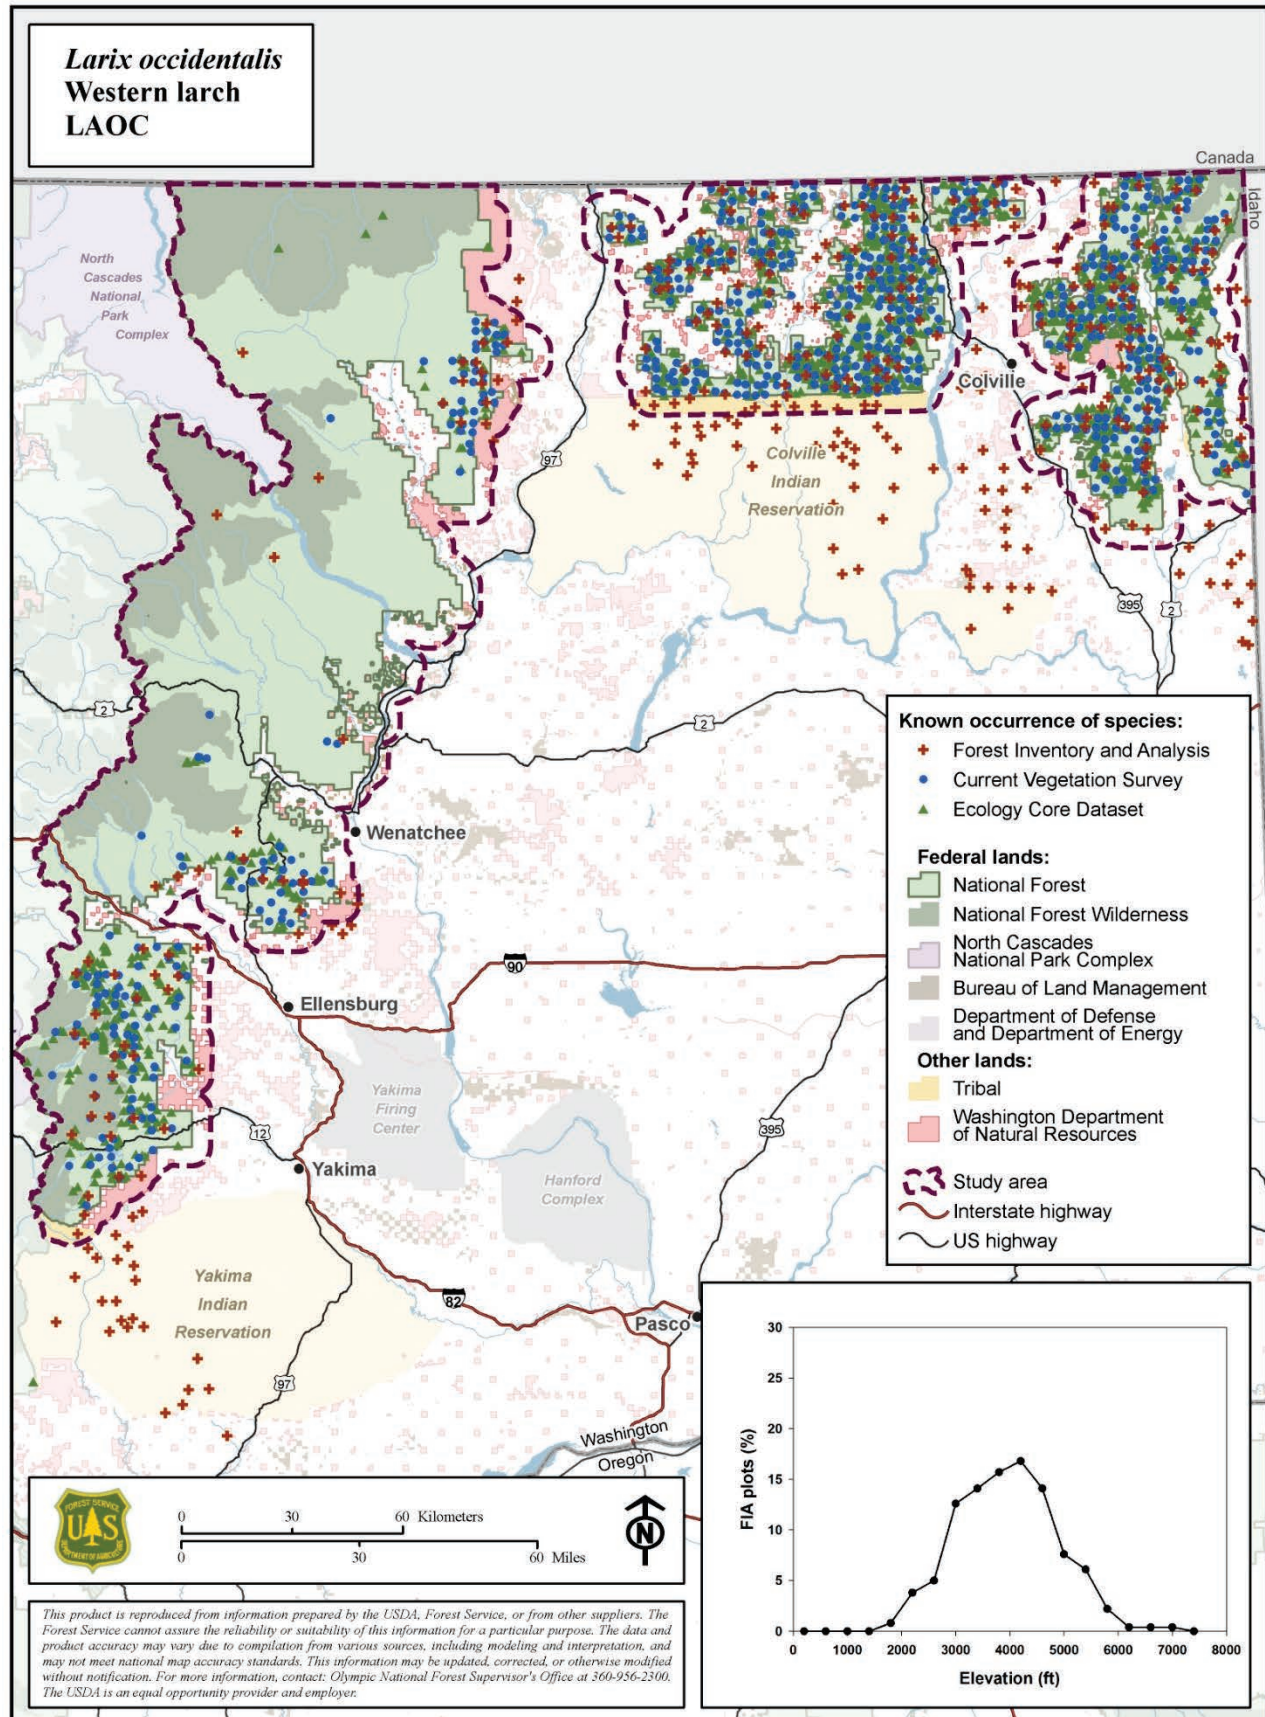 Larix occidentalis
Western larch
LAOC
Canada
Idaho
North
Cascades
National
Park
Complex
97
Colville
Colville
Indian
Reservation
395
2
2
2
Wenatchee
90
Ellensburg
Yakima
Firing
Center
395
12
Yakima
Hanford
Complex
Yakima
Indian
Reservation
82
Pasco
97
Washington
Oregon
Known occurrence of species:
Forest Inventory and Analysis
Current Vegetation Survey
Ecology Core Dataset
Federal lands:
National Forest
National Forest Wilderness
North Cascades
National Park Complex
Bureau of Land Management
Department of Defense
and Department of Energy
Other lands:
Tribal
Washington Department
of Natural Resources
Study area
Interstate highway
US highway
FOREST SERVICE
U S
DEPARTMENT OF AGRICULTURE
0 30 60 Kilometers
0 30 60 Miles
N
This product is reproduced from information prepared by the USDA, Forest Service, or from other suppliers. The
Forest Service cannot assure the reliability or suitability of this information for a particular purpose. The data and
product accuracy may vary due to compilation from various sources, including modeling and interpretation, and
may not meet national map accuracy standards. This information may be updated, corrected, or otherwise modified
without notification. For more information, contact: Olympic National Forest Supervisor's Office at 360-956-2300.
The USDA is an equal opportunity provider and employer.
30
25
20
15
10
5
0
FIA plots (%)
0 1000 2000 3000 4000 5000 6000 7000 8000
Elevation (ft)